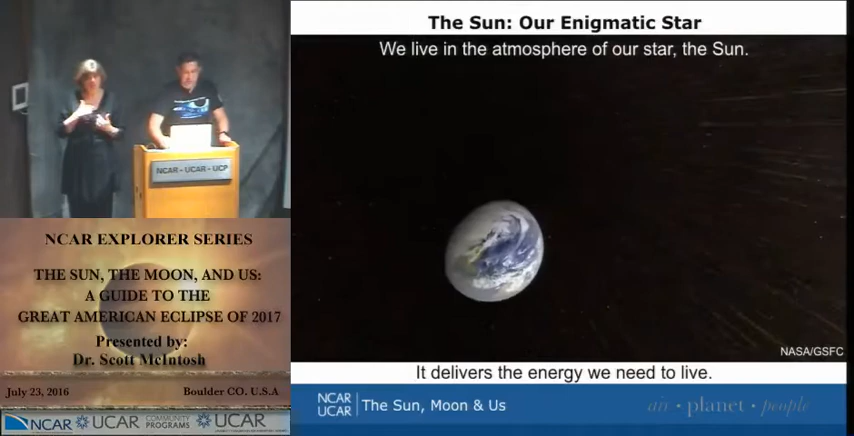 The Sun: Our Enigmatic Star
We live in the atmosphere of our star, the Sun.
NASA/GSFC
It delivers the energy we need to live.
NCAR
UCAR
The Sun, Moon & Us
air • planet • people
NCAR - UCAR - UCP
NCAR EXPLORER SERIES
THE SUN, THE MOON, AND US:
A GUIDE TO THE
GREAT AMERICAN ECLIPSE OF 2017
Presented by:
Dr. Scott McIntosh
July 23, 2016
Boulder CO. U.S.A
NCAR
UCAR
COMMUNITY
PROGRAMS
UCAR